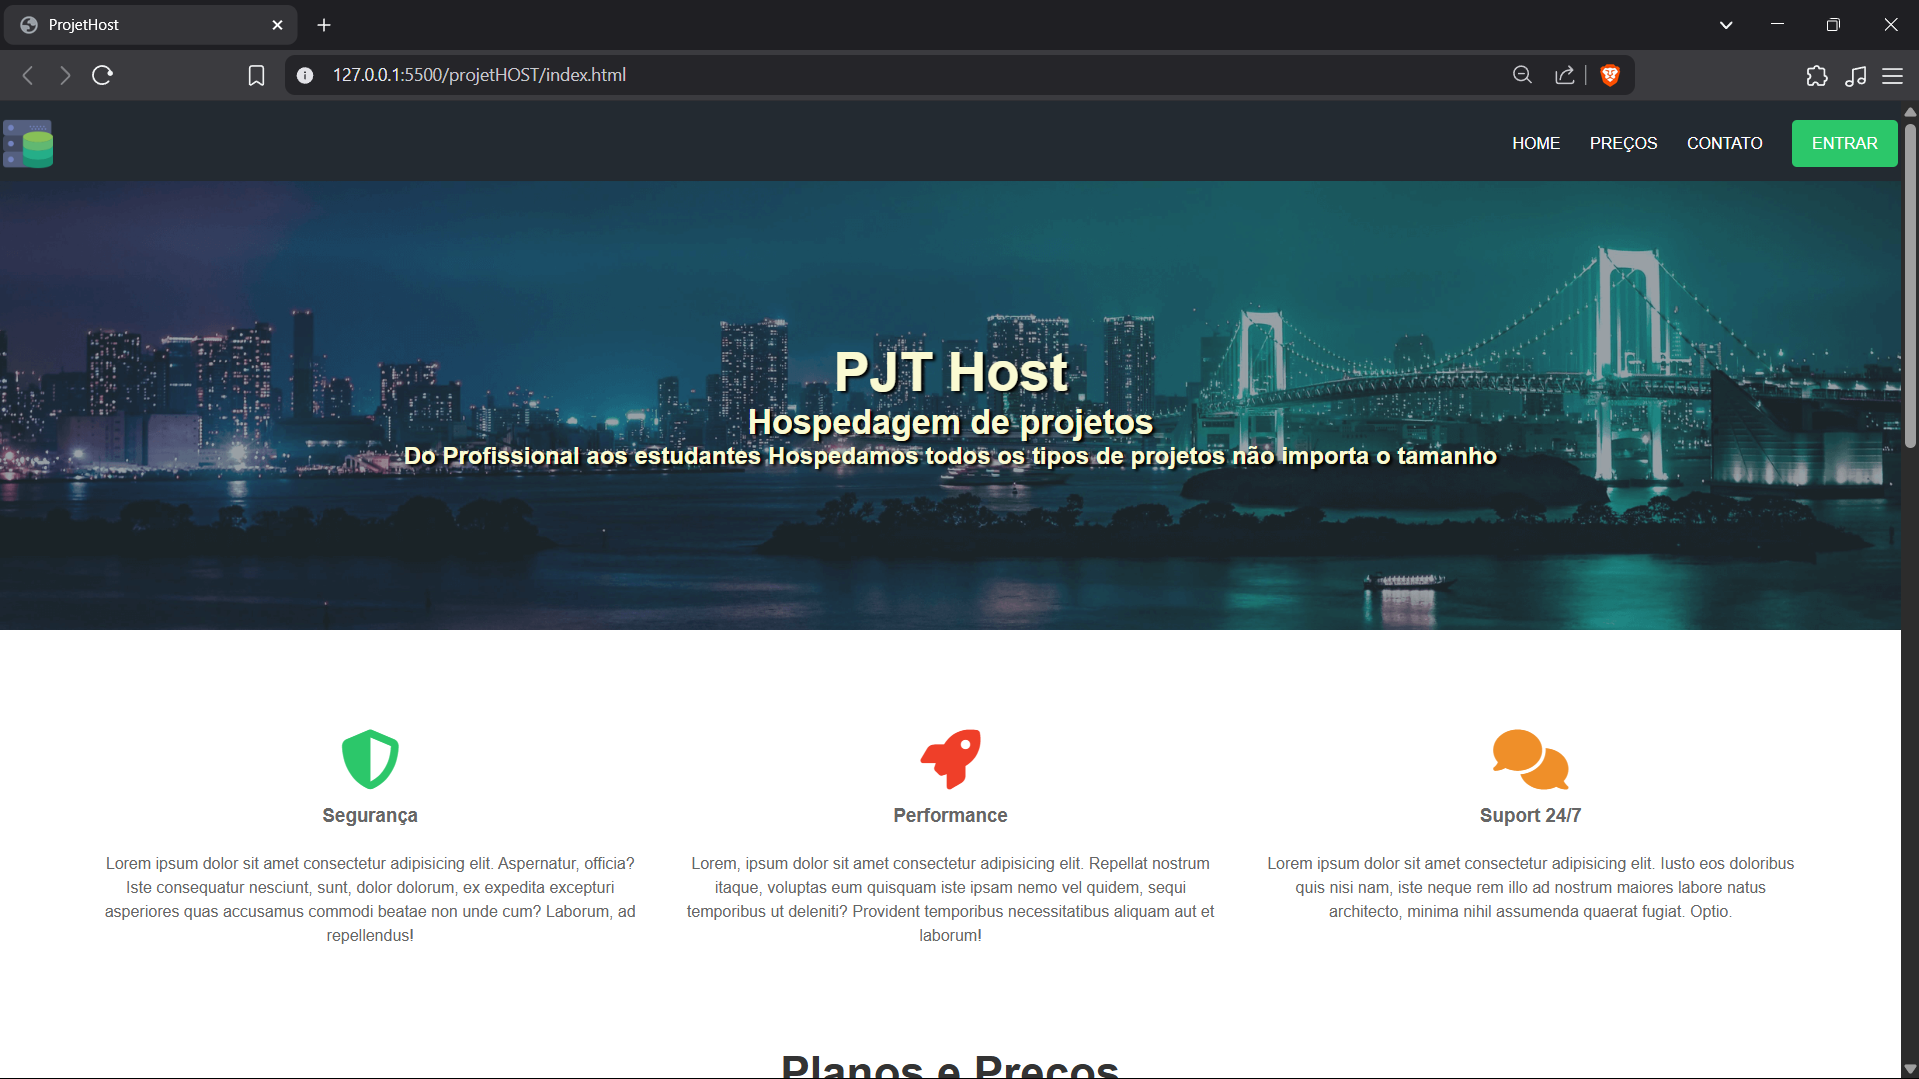 ProjetHost
127.0.0.1:5500/projetHOST/index.html
HOME PREÇOS CONTATO ENTRAR
PJT Host
Hospedagem de projetos
Do Profissional aos estudantes Hospedamos todos os tipos de projetos não importa o tamanho
Segurança
Lorem ipsum dolor sit amet consectetur adipisicing elit. Aspernatur, officia?
Iste consequatur nesciunt, sunt, dolor dolorum, ex expedita excepturi
asperiores quas accusamus commodi beatae non unde cum? Laborum, ad
repellendus!
Performance
Lorem, ipsum dolor sit amet consectetur adipisicing elit. Repellat nostrum
itaque, voluptas eum quisquam iste ipsam nemo vel quidem, sequi
temporibus ut deleniti? Provident temporibus necessitatibus aliquam aut et
laborum!
Suport 24/7
Lorem ipsum dolor sit amet consectetur adipisicing elit. Iusto eos doloribus
quis nisi nam, iste neque rem illo ad nostrum maiores labore natus
architecto, minima nihil assumenda quaerat fugiat. Optio.
Planos e Preços